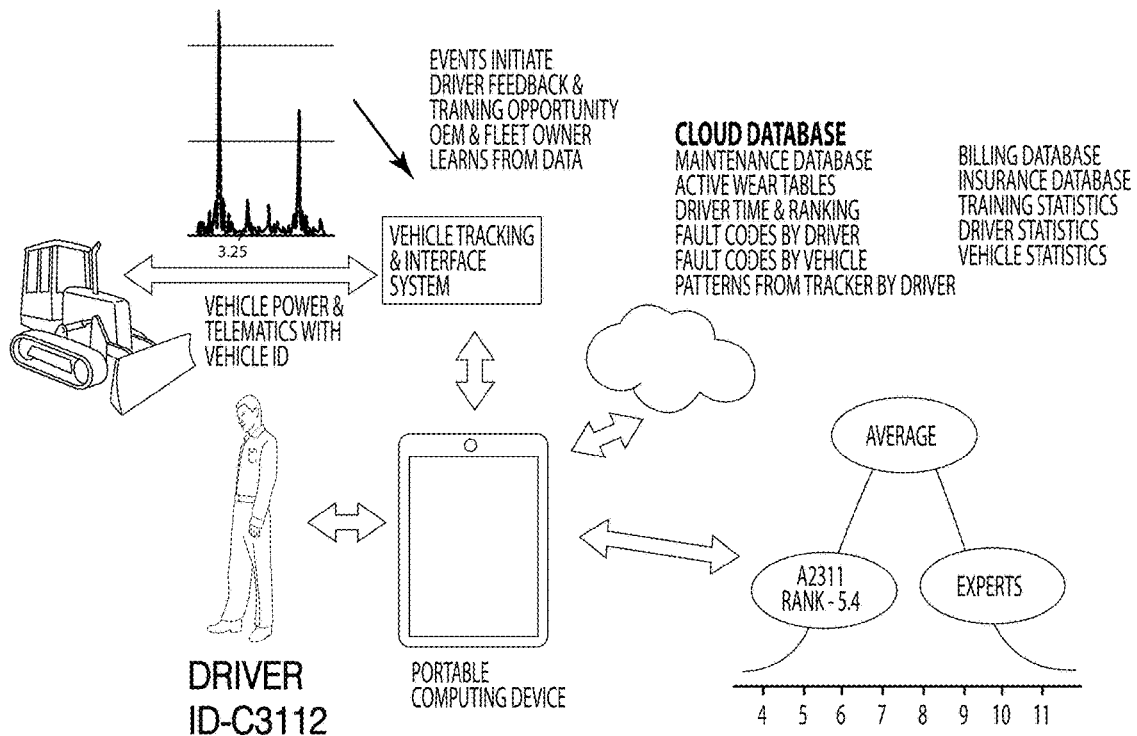 EVENTS INITIATE
DRIVER FEEDBACK &
TRAINING OPPORTUNITY
OEM & FLEET OWNER
LEARNS FROM DATA
3.25
VEHICLE TRACKING
& INTERFACE
SYSTEM
VEHICLE POWER &
TELEMATICS WITH
VEHICLE ID
CLOUD DATABASE
MAINTENANCE DATABASE
ACTIVE WEAR TABLES
DRIVER TIME & RANKING
FAULT CODES BY DRIVER
FAULT CODES BY VEHICLE
PATTERNS FROM TRACKER BY DRIVER
BILLING DATABASE
INSURANCE DATABASE
TRAINING STATISTICS
DRIVER STATISTICS
VEHICLE STATISTICS
AVERAGE
A2311
RANK - 5.4
EXPERTS
4 5 6 7 8 9 10 11
DRIVER
ID-C3112
PORTABLE
COMPUTING DEVICE